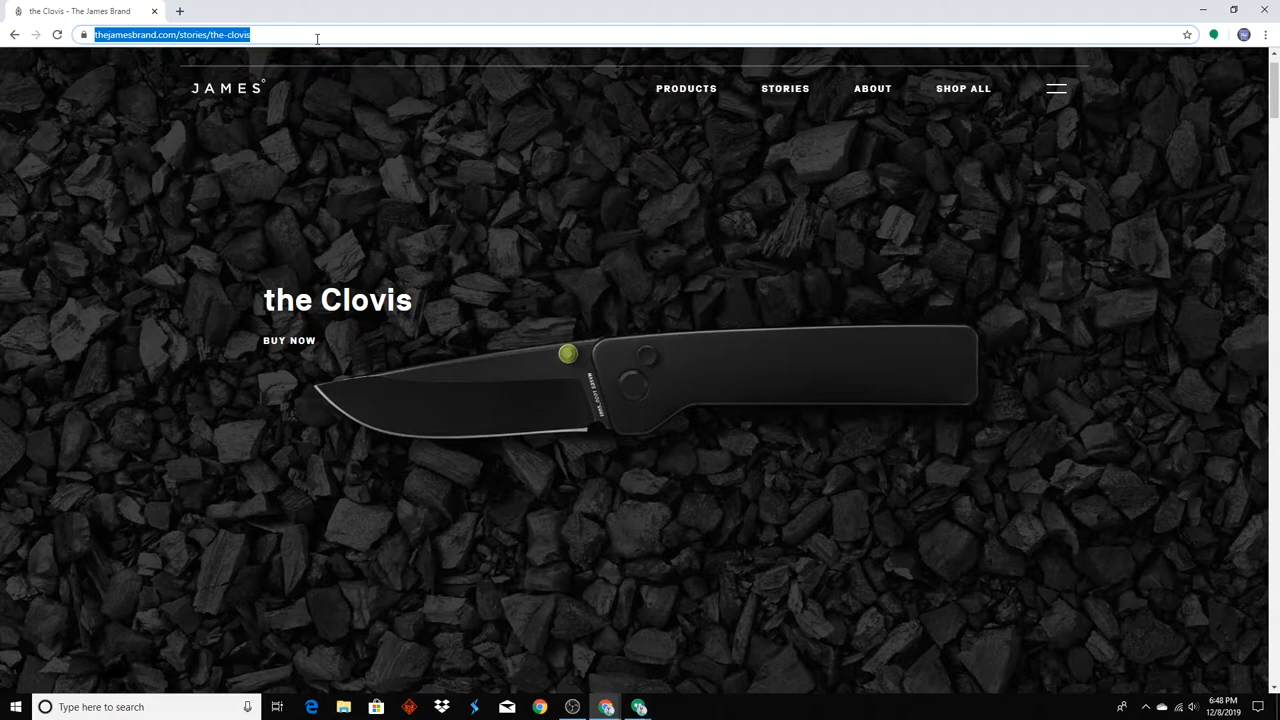 the Clovis - The James Brand
thejamesbrand.com/stories/the-clovis
JAMES°
PRODUCTS
STORIES
ABOUT
SHOP ALL
the Clovis
BUY NOW
Type here to search
6:48 PM
12/8/2019